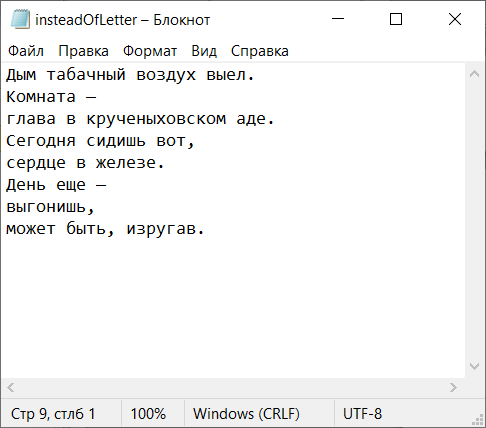 insteadOfLetter – Блокнот
Файл Правка Формат Вид Справка
Дым табачный воздух выел.
Комната —
глава в крученыховском аде.
Сегодня сидишь вот,
сердце в железе.
День еще —
выгонишь,
может быть, изругав.
Стр 9, стлб 1 100% Windows (CRLF) UTF-8